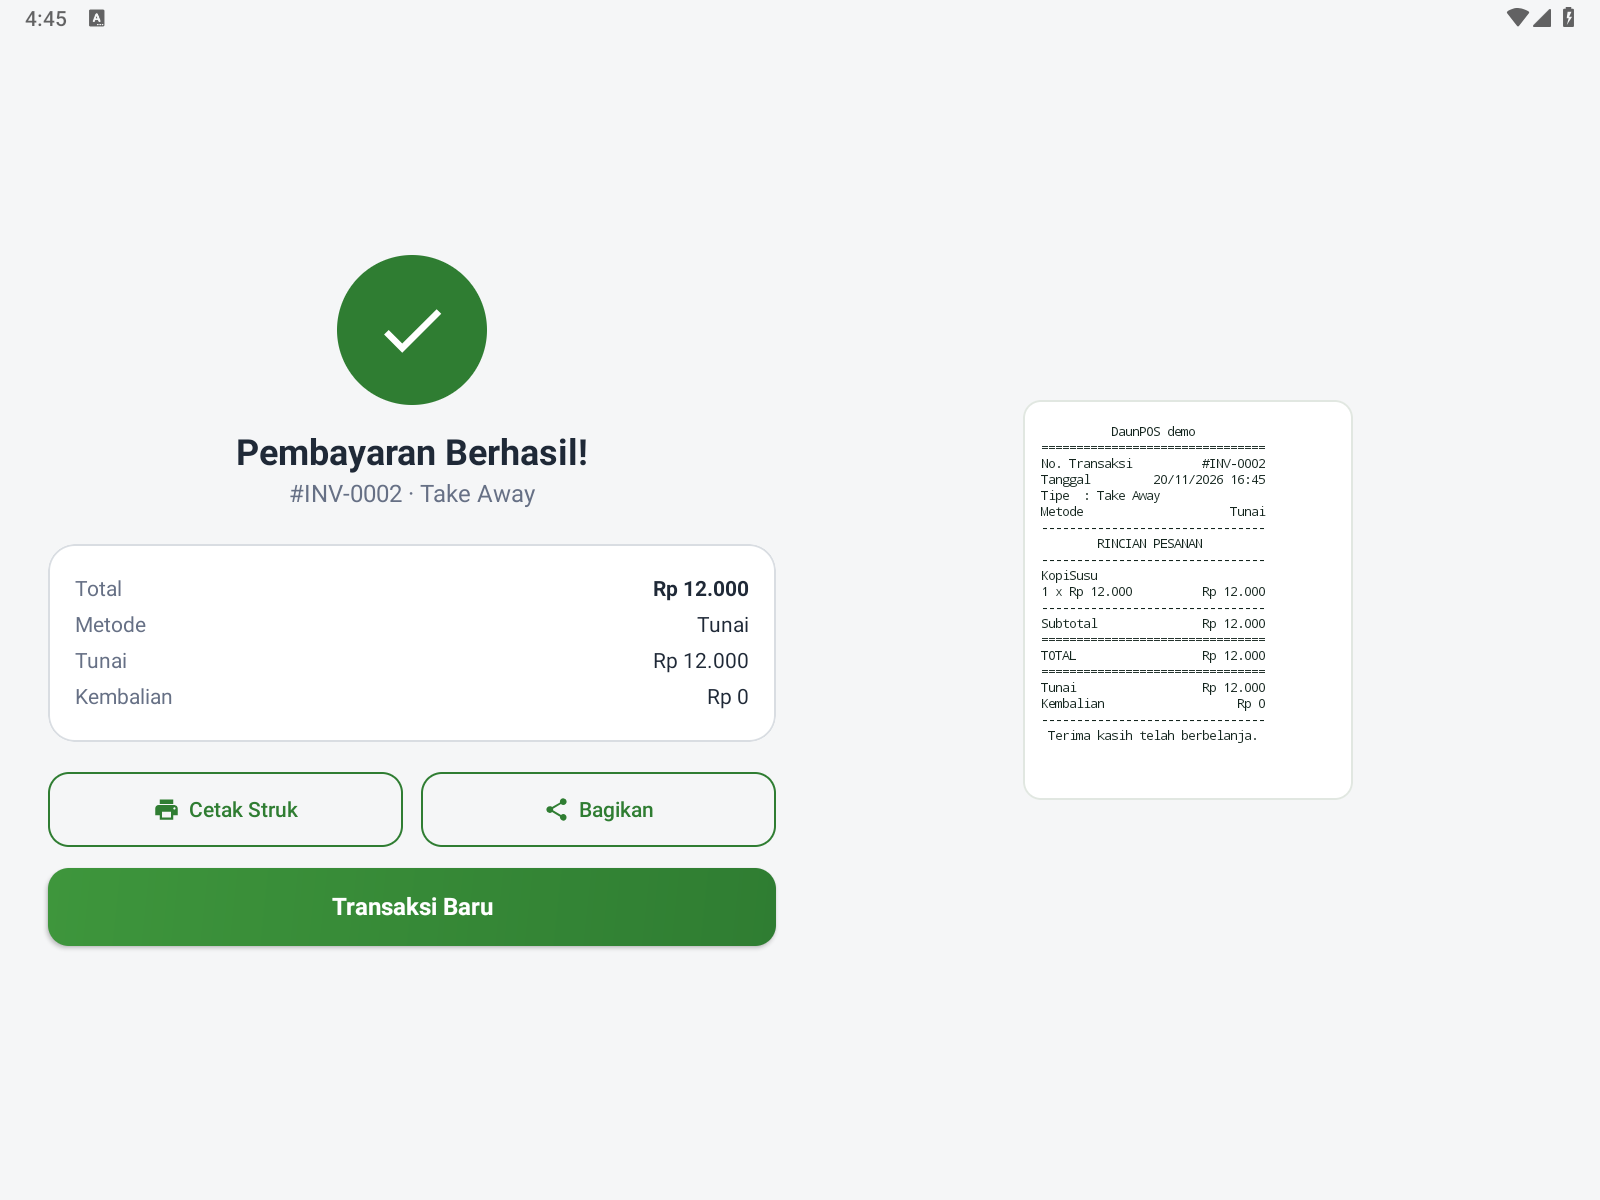 4:45
A
Pembayaran Berhasil!
#INV-0002 · Take Away
Total Rp 12.000
Metode Tunai
Tunai Rp 12.000
Kembalian Rp 0
Cetak Struk
Bagikan
Transaksi Baru
DaunPOS demo
================================
No. Transaksi #INV-0002
Tanggal 20/11/2026 16:45
Tipe : Take Away
Metode Tunai
--------------------------------
RINCIAN PESANAN
--------------------------------
KopiSusu
1 x Rp 12.000 Rp 12.000
--------------------------------
Subtotal Rp 12.000
================================
TOTAL Rp 12.000
================================
Tunai Rp 12.000
Kembalian Rp 0
--------------------------------
Terima kasih telah berbelanja.